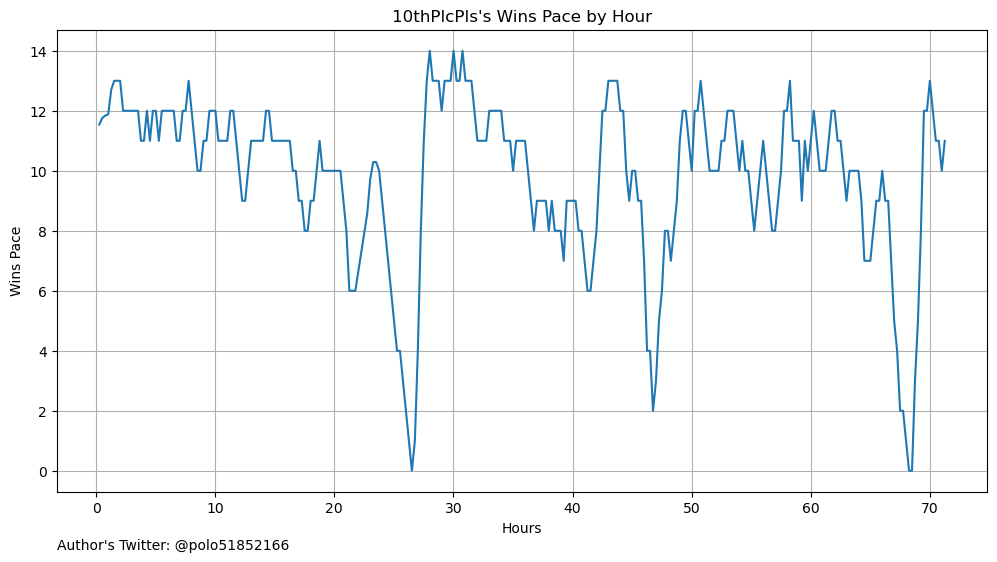 10thPlcPls's Wins Pace by Hour
Wins Pace
14
12
10
8
6
4
2
0
0 10 20 30 40 50 60 70
Hours
Author's Twitter: @polo51852166